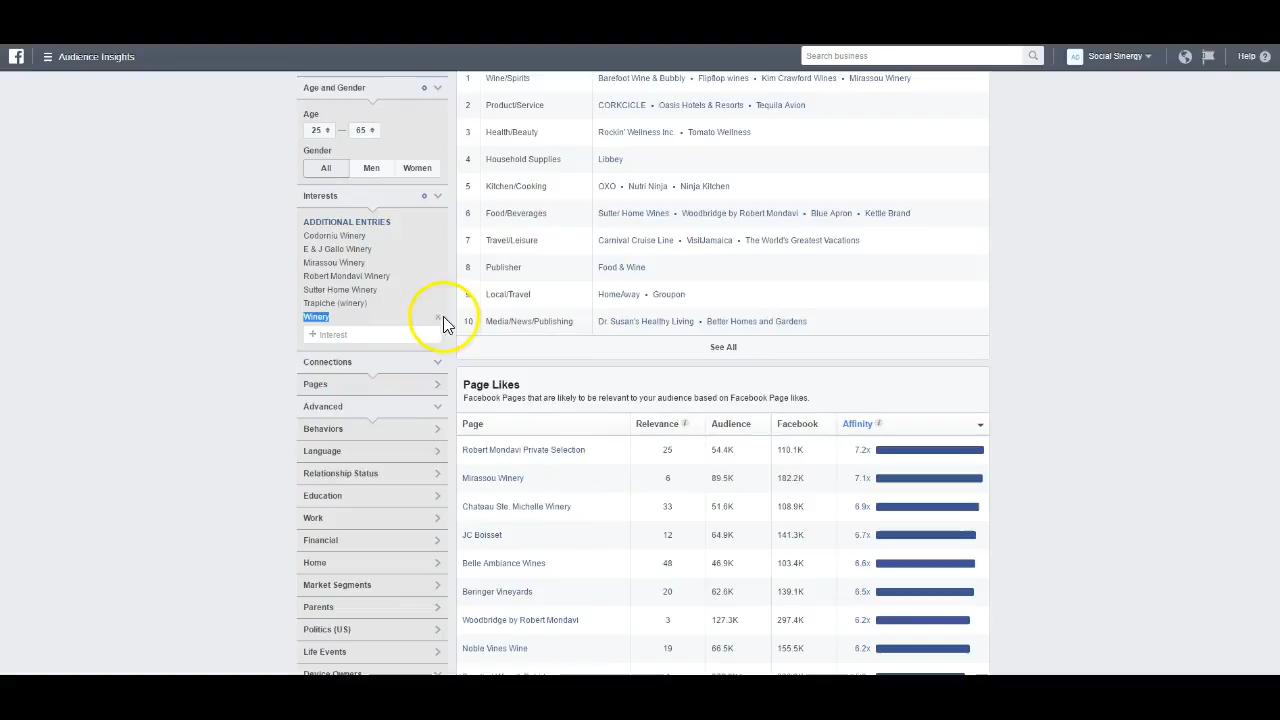 Audience Insights
Search business
Social Sinergy
Help
Age and Gender
Age
25 — 65
Gender
All Men Women
Interests
ADDITIONAL ENTRIES
Codorníu Winery
E & J Gallo Winery
Mirassou Winery
Robert Mondavi Winery
Sutter Home Winery
Trapiche (winery)
Winery
+ Interest
Connections
Pages
Advanced
Behaviors
Language
Relationship Status
Education
Work
Financial
Home
Market Segments
Parents
Politics (US)
Life Events
Device Owners
1 Wine/Spirits Barefoot Wine & Bubbly • Flipflop wines • Kim Crawford Wines • Mirassou Winery
2 Product/Service CORKCICLE • Oasis Hotels & Resorts • Tequila Avion
3 Health/Beauty Rockin' Wellness Inc. • Tomato Wellness
4 Household Supplies Libbey
5 Kitchen/Cooking OXO • Nutri Ninja • Ninja Kitchen
6 Food/Beverages Sutter Home Wines • Woodbridge by Robert Mondavi • Blue Apron • Kettle Brand
7 Travel/Leisure Carnival Cruise Line • VisitJamaica • The World's Greatest Vacations
8 Publisher Food & Wine
9 Local/Travel HomeAway • Groupon
10 Media/News/Publishing Dr. Susan's Healthy Living • Better Homes and Gardens
See All
Page Likes
Facebook Pages that are likely to be relevant to your audience based on Facebook Page likes.
Page Relevance Audience Facebook Affinity
Robert Mondavi Private Selection 25 54.4K 110.1K 7.2x
Mirassou Winery 6 89.5K 182.2K 7.1x
Chateau Ste. Michelle Winery 33 51.6K 108.9K 6.9x
JC Boisset 12 64.9K 141.3K 6.7x
Belle Ambiance Wines 48 46.9K 103.4K 6.6x
Beringer Vineyards 20 62.6K 139.1K 6.5x
Woodbridge by Robert Mondavi 3 127.3K 297.4K 6.2x
Noble Vines Wine 19 66.5K 155.5K 6.2x